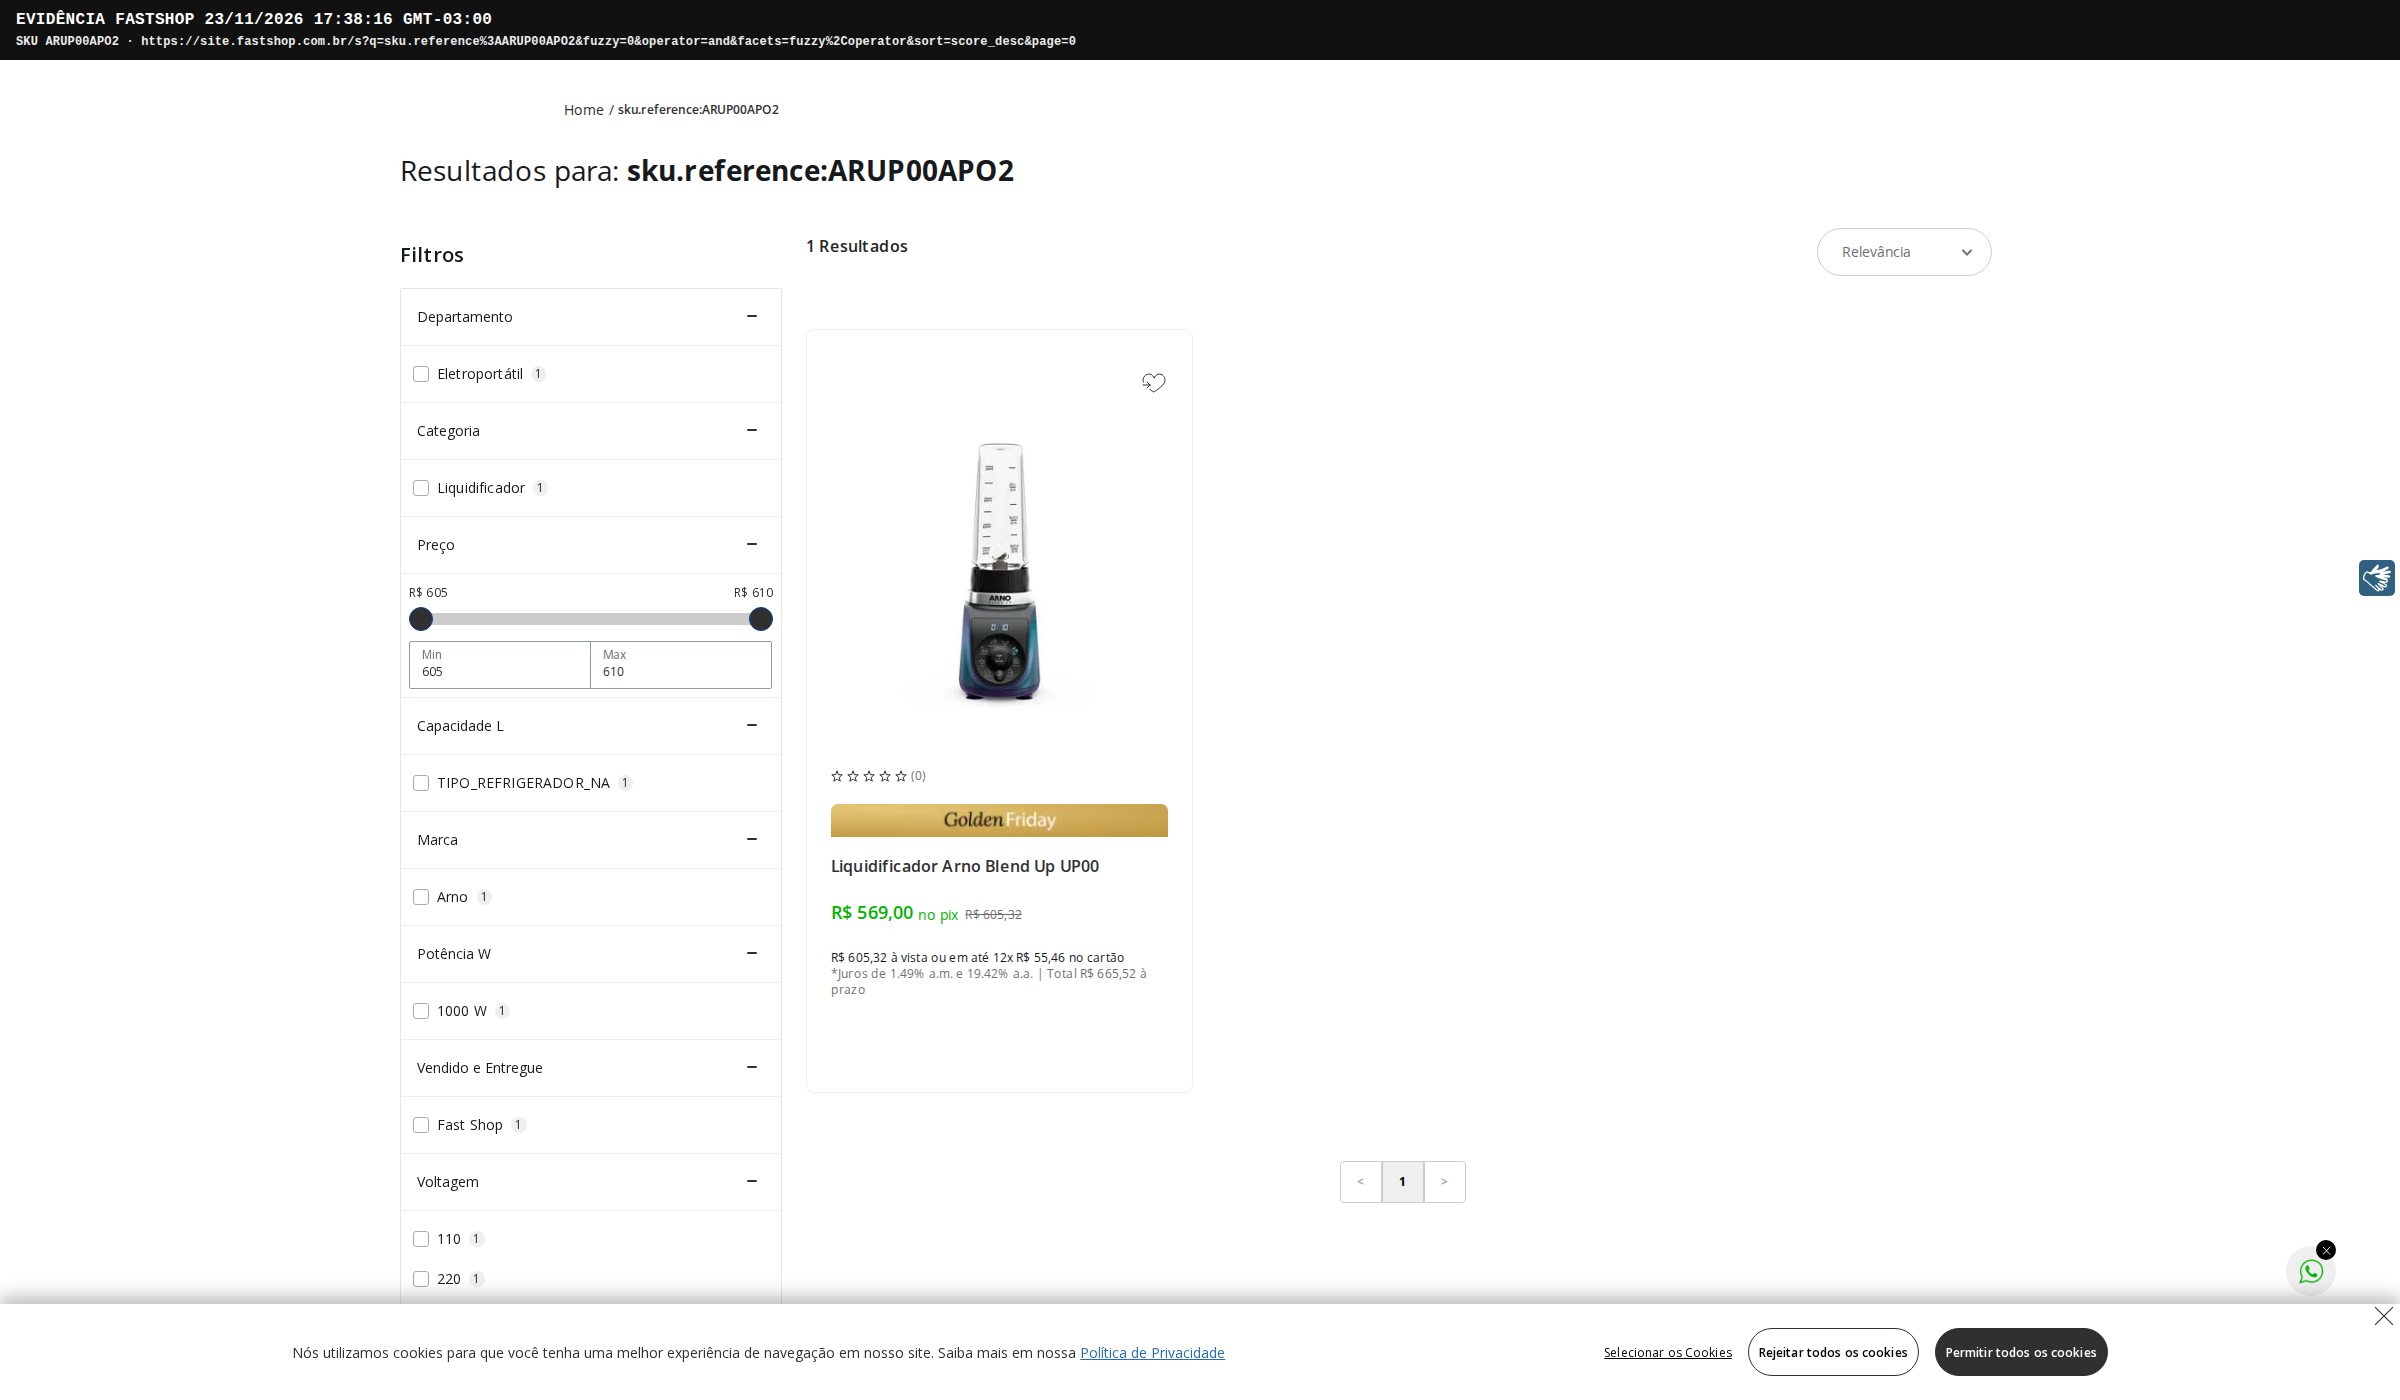 EVIDÊNCIA FASTSHOP 23/11/2026 17:38:16 GMT-03:00
SKU ARUP00APO2 · https://site.fastshop.com.br/s?q=sku.reference%3AARUP00APO2&fuzzy=0&operator=and&facets=fuzzy%2Coperator&sort=score_desc&page=0
Home / sku.reference:ARUP00APO2
Resultados para: sku.reference:ARUP00APO2
Filtros
1 Resultados
Relevância
Departamento
Eletroportátil 1
Categoria
Liquidificador 1
Preço
R$ 605 R$ 610
Min
605
Max
610
Capacidade L
TIPO_REFRIGERADOR_NA 1
Marca
Arno 1
Potência W
1000 W 1
Vendido e Entregue
Fast Shop 1
Voltagem
110 1
220 1
ARNO
0:10
(0)
Golden Friday
Liquidificador Arno Blend Up UP00
R$ 569,00 no pix R$ 605,32
R$ 605,32 à vista ou em até 12x R$ 55,46 no cartão
*Juros de 1.49% a.m. e 19.42% a.a. | Total R$ 665,52 à
prazo
< 1 >
Nós utilizamos cookies para que você tenha uma melhor experiência de navegação em nosso site. Saiba mais em nossa Política de Privacidade
Selecionar os Cookies
Rejeitar todos os cookies
Permitir todos os cookies